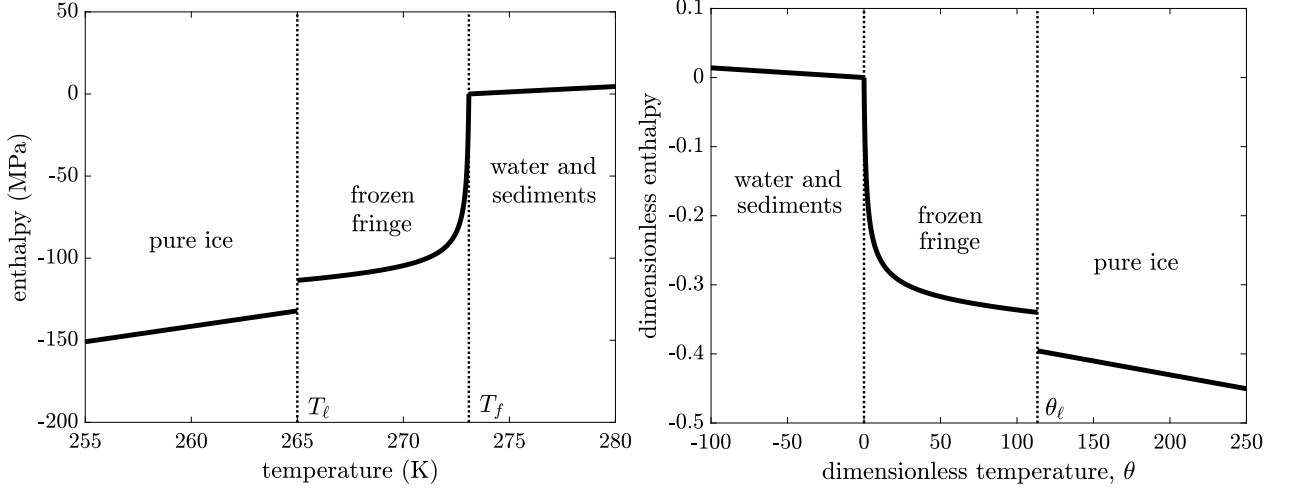 50
0
-50
-100
-150
-200
enthalpy (MPa)
pure ice
frozen
fringe
water and
sediments
T_ℓ
T_f
255
260
265
270
275
280
temperature (K)
0.1
0
-0.1
-0.2
-0.3
-0.4
-0.5
dimensionless enthalpy
water and
sediments
frozen
fringe
pure ice
θ_ℓ
-100
-50
0
50
100
150
200
250
dimensionless temperature, θ